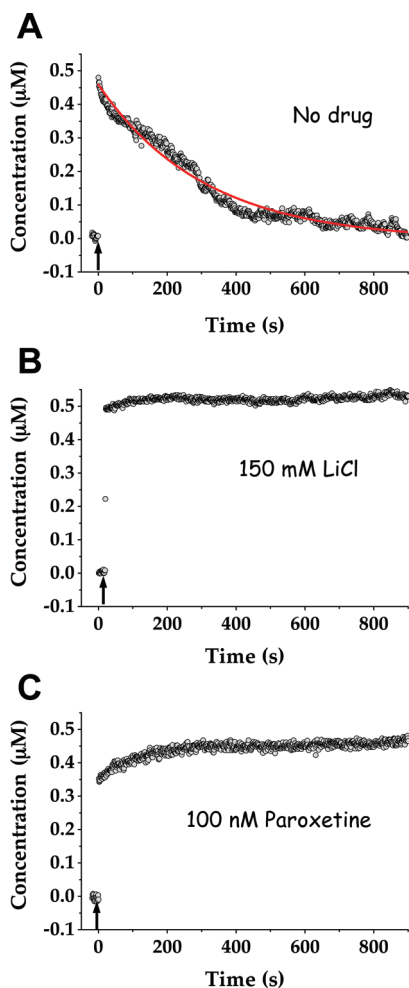 A
Concentration (µM)
0.5
0.4
0.3
0.2
0.1
0.0
-0.1
No drug
0 200 400 600 800
Time (s)
B
Concentration (µM)
0.5
0.4
0.3
0.2
0.1
0.0
-0.1
150 mM LiCl
0 200 400 600 800
Time (s)
C
Concentration (µM)
0.5
0.4
0.3
0.2
0.1
0.0
-0.1
100 nM Paroxetine
0 200 400 600 800
Time (s)